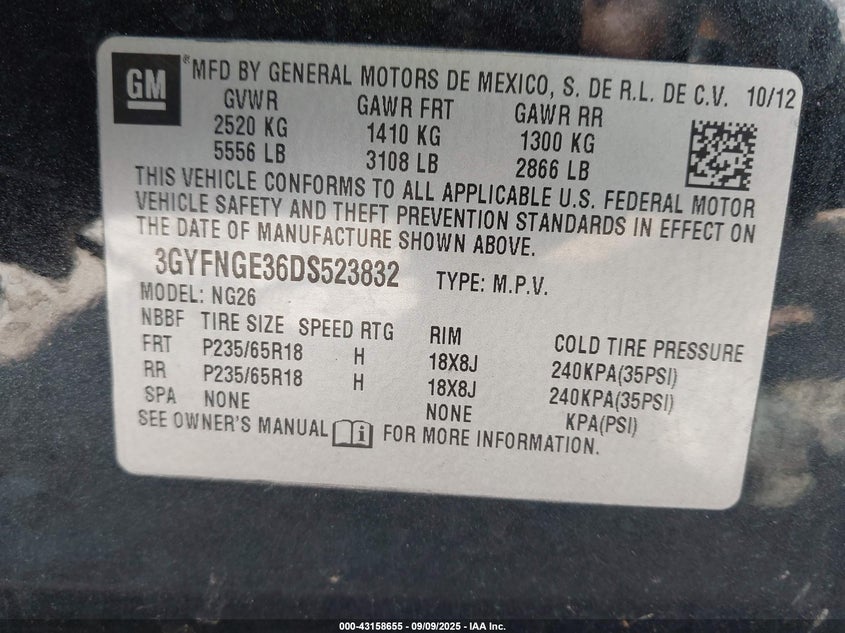 GM
®MFD BY GENERAL MOTORS DE MEXICO, S. DE R.L. DE C.V. 10/12
GVWR GAWR FRT GAWR RR
2520 KG 1410 KG 1300 KG
5556 LB 3108 LB 2866 LB
THIS VEHICLE CONFORMS TO ALL APPLICABLE U.S. FEDERAL MOTOR
VEHICLE SAFETY AND THEFT PREVENTION STANDARDS IN EFFECT ON
THE DATE OF MANUFACTURE SHOWN ABOVE.
3GYFNGE36DS523832 TYPE: M.P.V.
MODEL: NG26
NBBF TIRE SIZE SPEED RTG RIM COLD TIRE PRESSURE
FRT P235/65R18 H 18X8J 240KPA(35PSI)
RR P235/65R18 H 18X8J 240KPA(35PSI)
SPA NONE NONE KPA(PSI)
SEE OWNER'S MANUAL i FOR MORE INFORMATION.
000-43158655 - 09/09/2025 - IAA Inc.